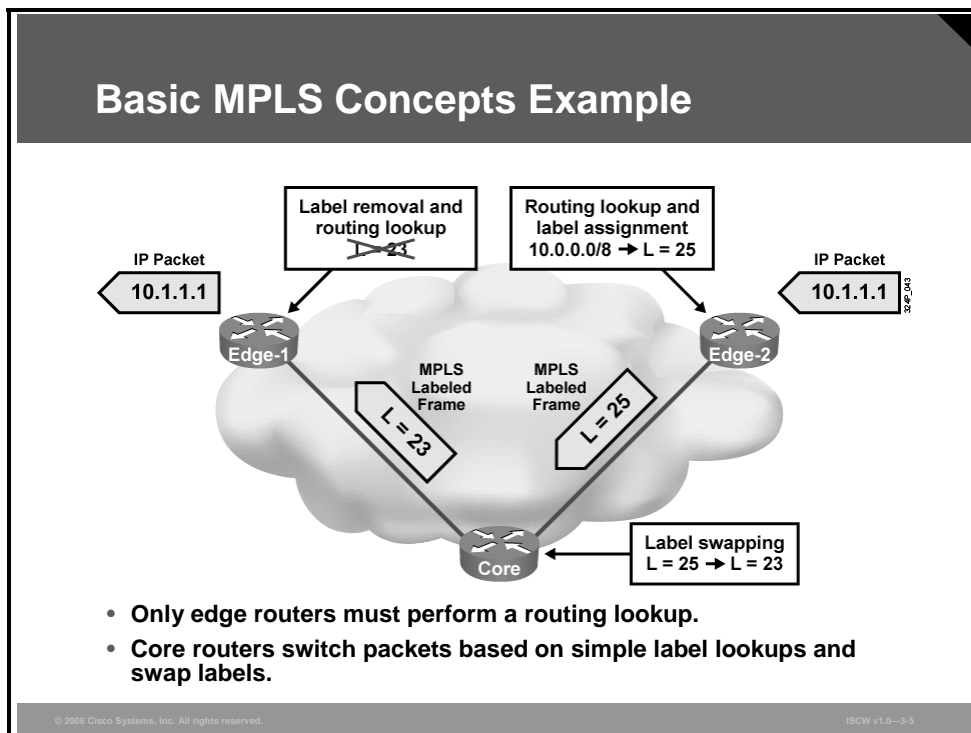 Basic MPLS Concepts Example
Label removal and
routing lookup
L = 23
Routing lookup and
label assignment
10.0.0.0/8 → L = 25
IP Packet
10.1.1.1
IP Packet
10.1.1.1
324P_043
Edge-1
Edge-2
MPLS
Labeled
Frame
MPLS
Labeled
Frame
L = 23
L = 25
Core
Label swapping
L = 25 → L = 23
• Only edge routers must perform a routing lookup.
• Core routers switch packets based on simple label lookups and
swap labels.
© 2006 Cisco Systems, Inc. All rights reserved.
ISCW v1.0—3-5